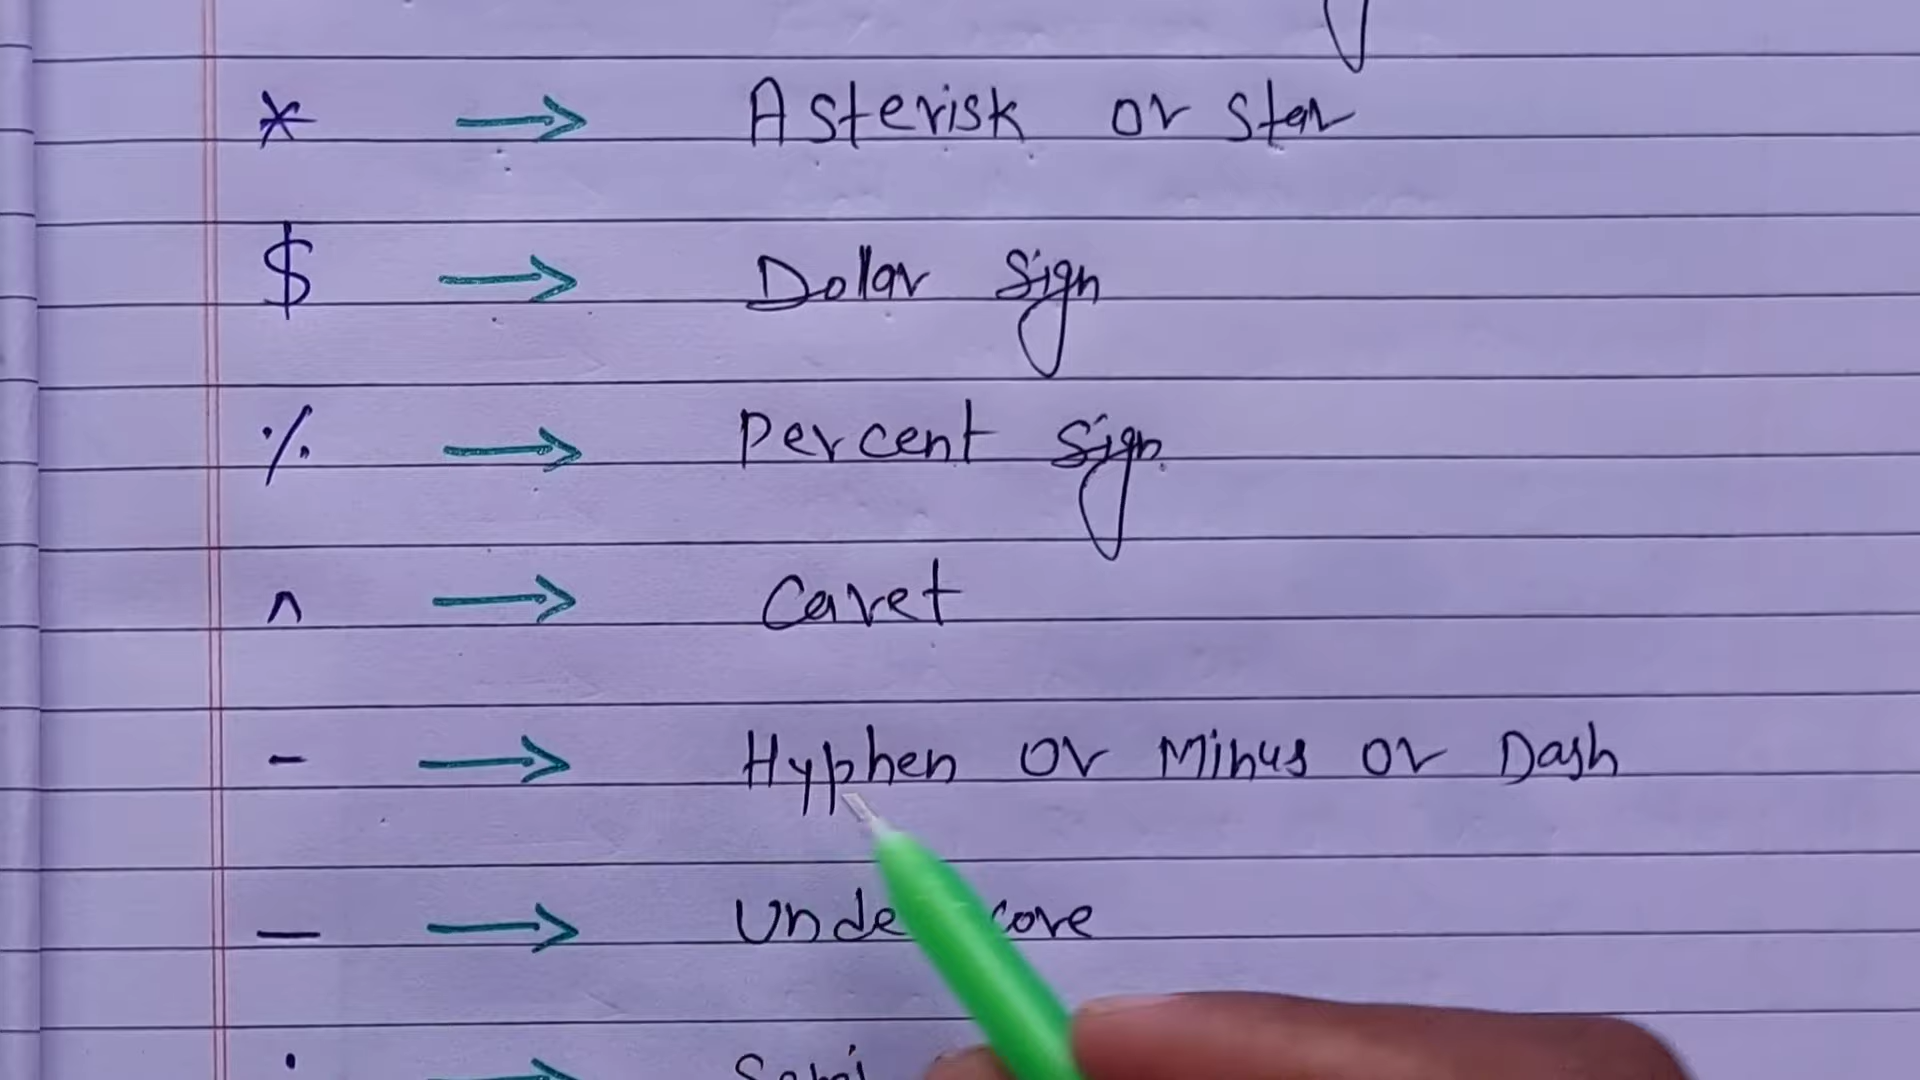 * → Asterisk or star
$ → Dollar sign
% → Percent sign
^ → Caret
- → Hyphen or Minus or Dash
_ → Unde core